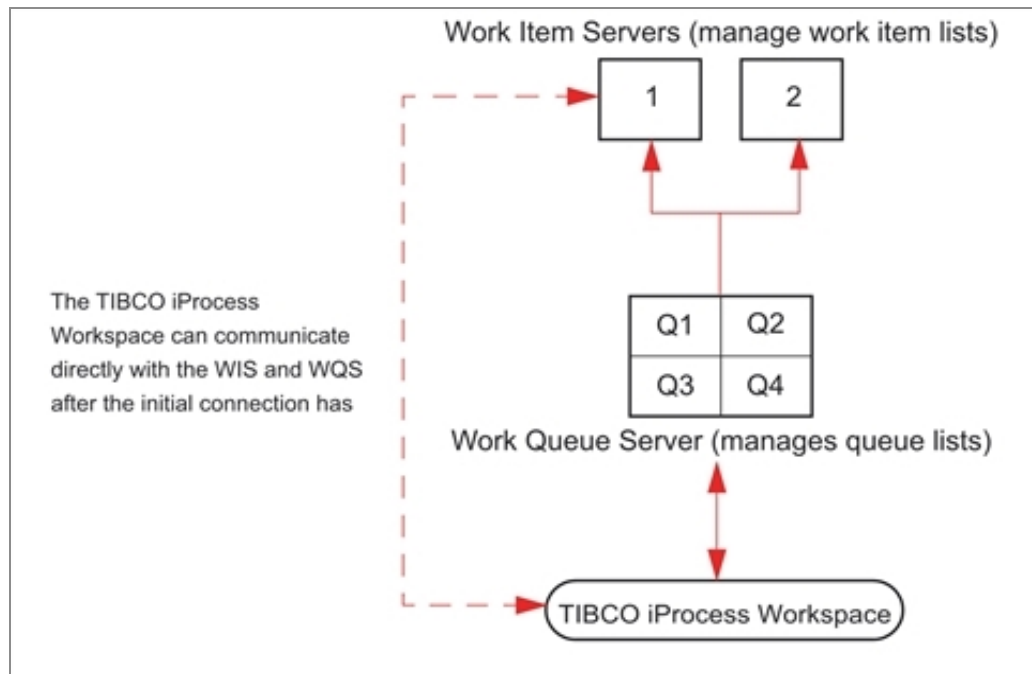 Work Item Servers (manage work item lists)
1 2
The TIBCO iProcess
Workspace can communicate
directly with the WIS and WQS
after the initial connection has
Q1 Q2
Q3 Q4
Work Queue Server (manages queue lists)
TIBCO iProcess Workspace